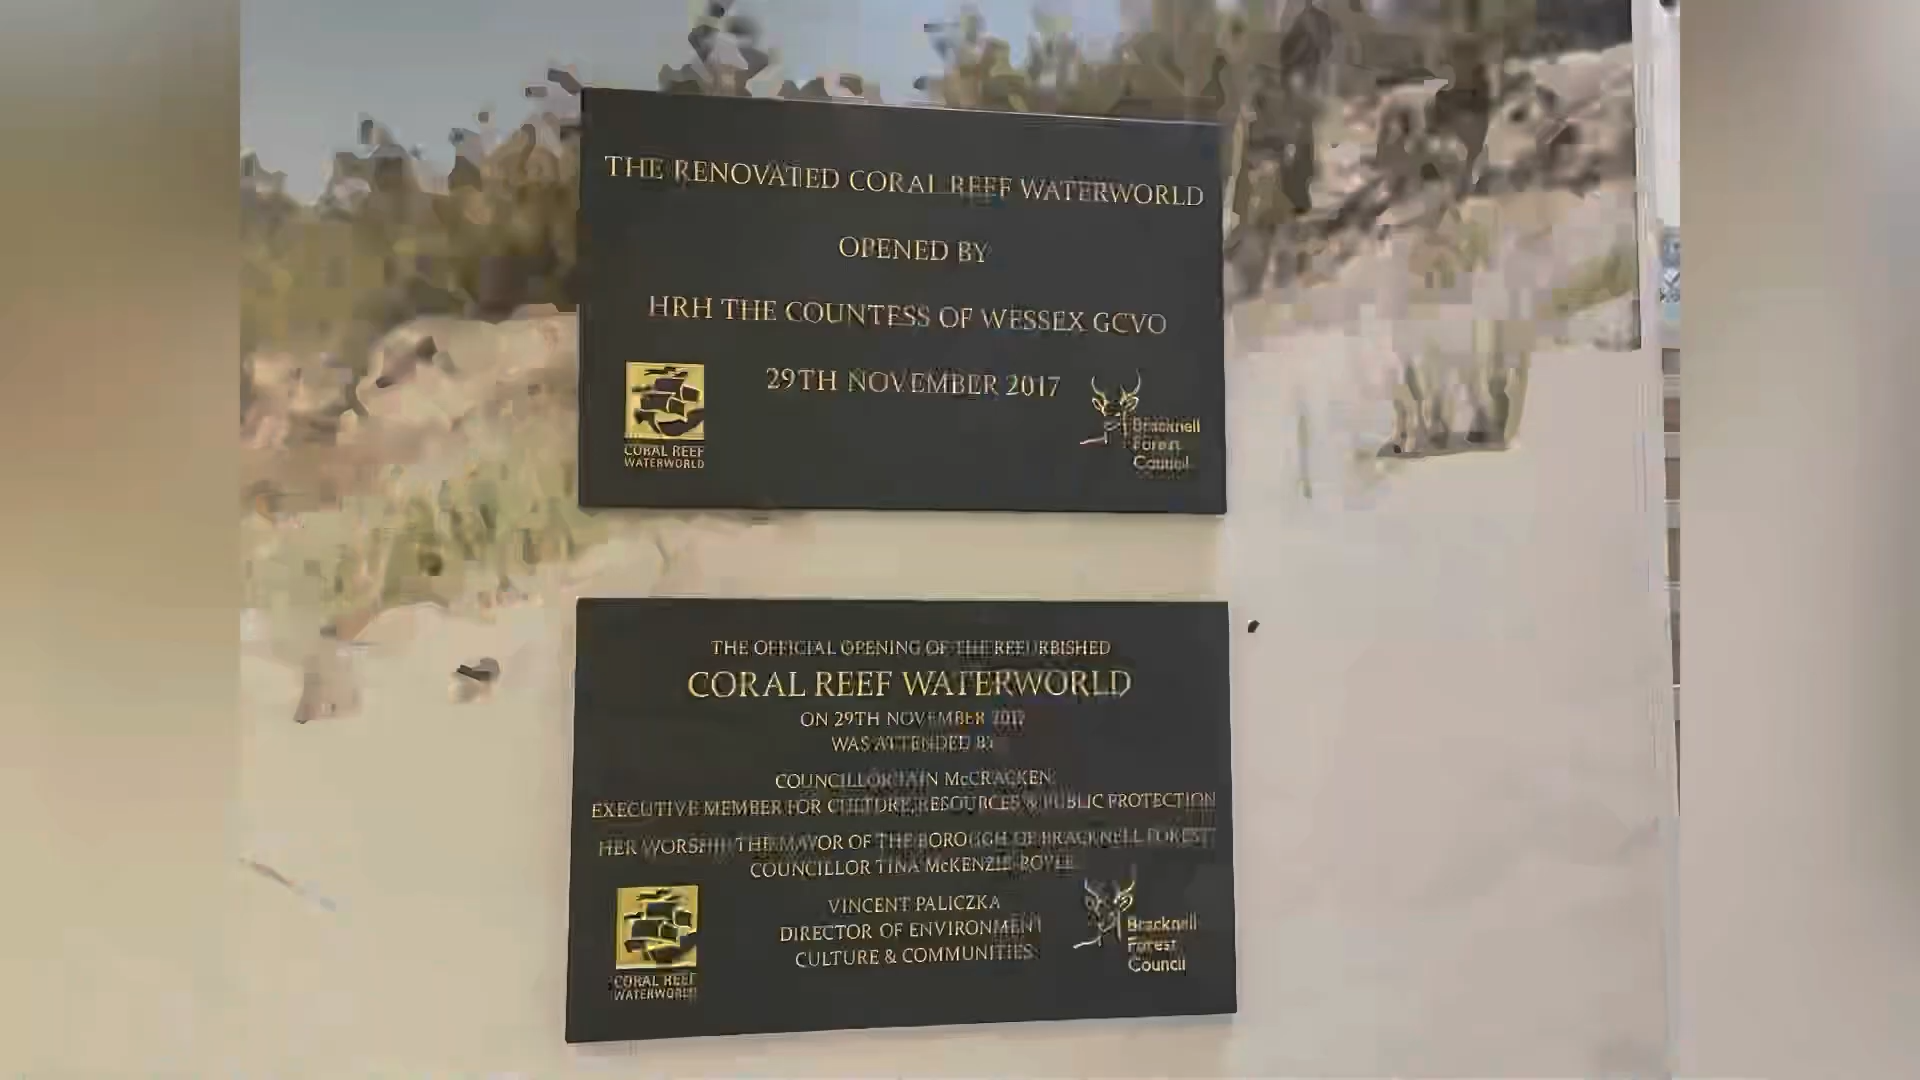 THE RENOVATED CORAL REEF WATERWORLD
OPENED BY
HRH THE COUNTESS OF WESSEX GCVO
29TH NOVEMBER 2017
CORAL REEF
WATERWORLD
Bracknell
Forest
Council
THE OFFICIAL OPENING OF THE REFURBISHED
CORAL REEF WATERWORLD
ON 29TH NOVEMBER 2017
WAS ATTENDED BY
COUNCILLOR IAIN McCRACKEN
EXECUTIVE MEMBER FOR CULTURE, RESOURCES & PUBLIC PROTECTION
HER WORSHIP THE MAYOR OF THE BOROUGH OF BRACKNELL FOREST
COUNCILLOR TINA McKENZIE-BOYLE
VINCENT PALICZKA
DIRECTOR OF ENVIRONMENT
CULTURE & COMMUNITIES
CORAL REEF
WATERWORLD
Bracknell
Forest
Council